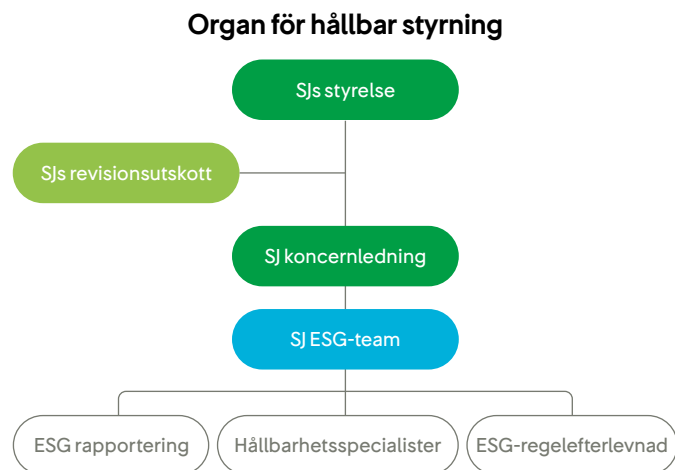 Organ för hållbar styrning
SJs styrelse
SJs revisionsutskott
SJ koncernledning
SJ ESG-team
ESG rapportering
Hållbarhetsspecialister
ESG-regelefterlevnad